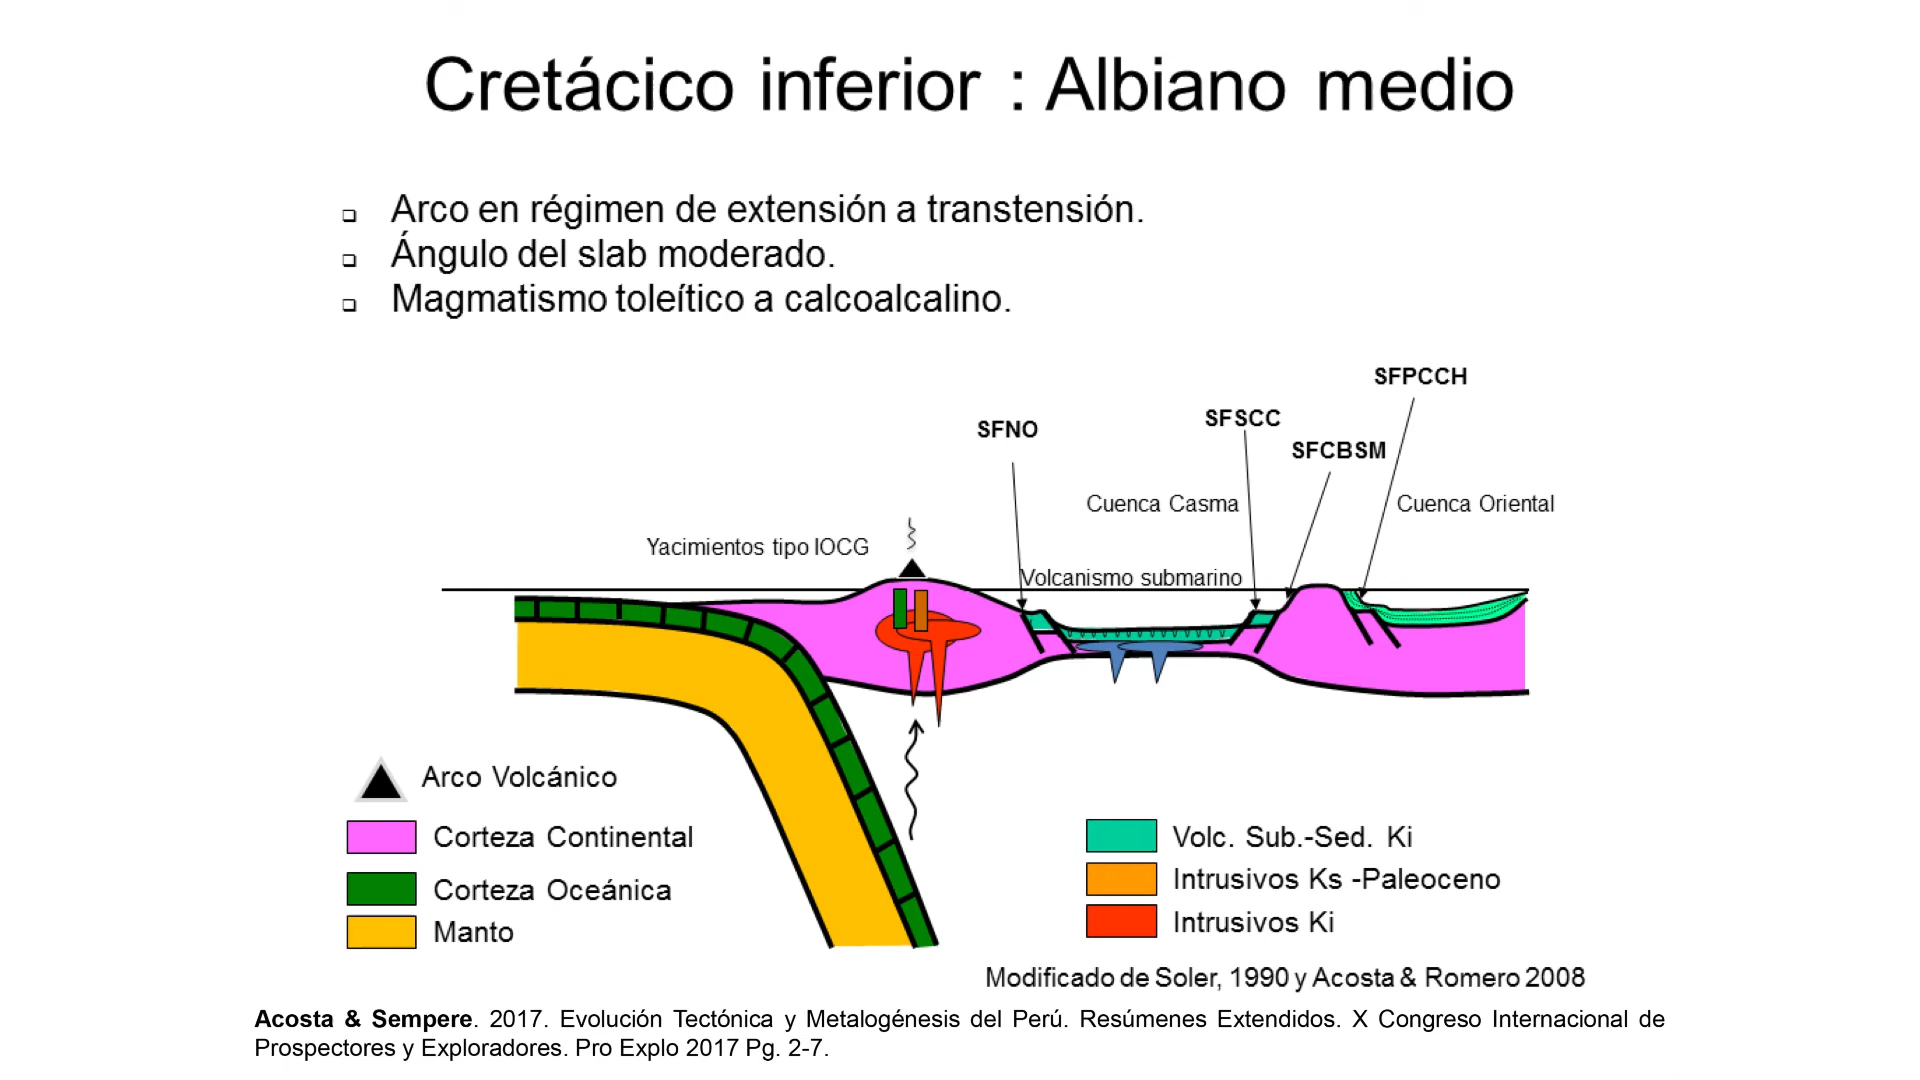 Cretácico inferior : Albiano medio
Arco en régimen de extensión a transtensión.
Ángulo del slab moderado.
Magmatismo toleítico a calcoalcalino.
SFPCCH
SFSCC
SFNO
SFCBSM
Cuenca Casma
Cuenca Oriental
Yacimientos tipo IOCG
Volcanismo submarino
Arco Volcánico
Corteza Continental
Corteza Oceánica
Manto
Volc. Sub.-Sed. Ki
Intrusivos Ks -Paleoceno
Intrusivos Ki
Modificado de Soler, 1990 y Acosta & Romero 2008
Acosta & Sempere. 2017. Evolución Tectónica y Metalogénesis del Perú. Resúmenes Extendidos. X Congreso Internacional de
Prospectores y Exploradores. Pro Explo 2017 Pg. 2-7.